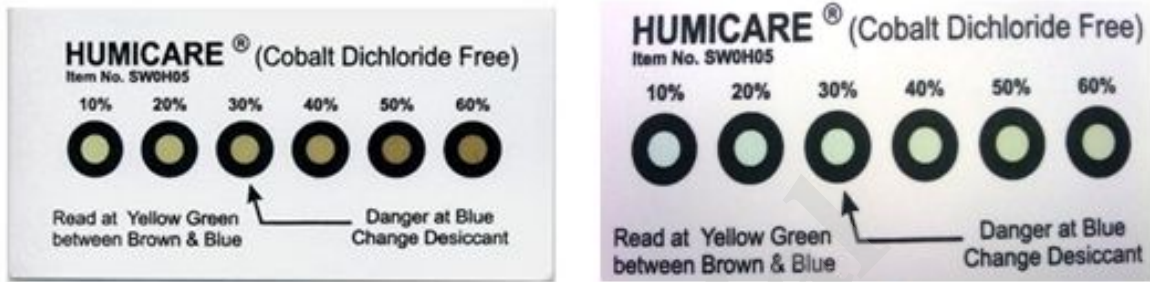 HUMICARE ® (Cobalt Dichloride Free)
Item No. SW0H05
10% 20% 30% 40% 50% 60%
Read at Yellow Green
between Brown & Blue
Danger at Blue
Change Desiccant
HUMICARE ® (Cobalt Dichloride Free)
Item No. SW0H05
10% 20% 30% 40% 50% 60%
Read at Yellow Green
between Brown & Blue
Danger at Blue
Change Desiccant